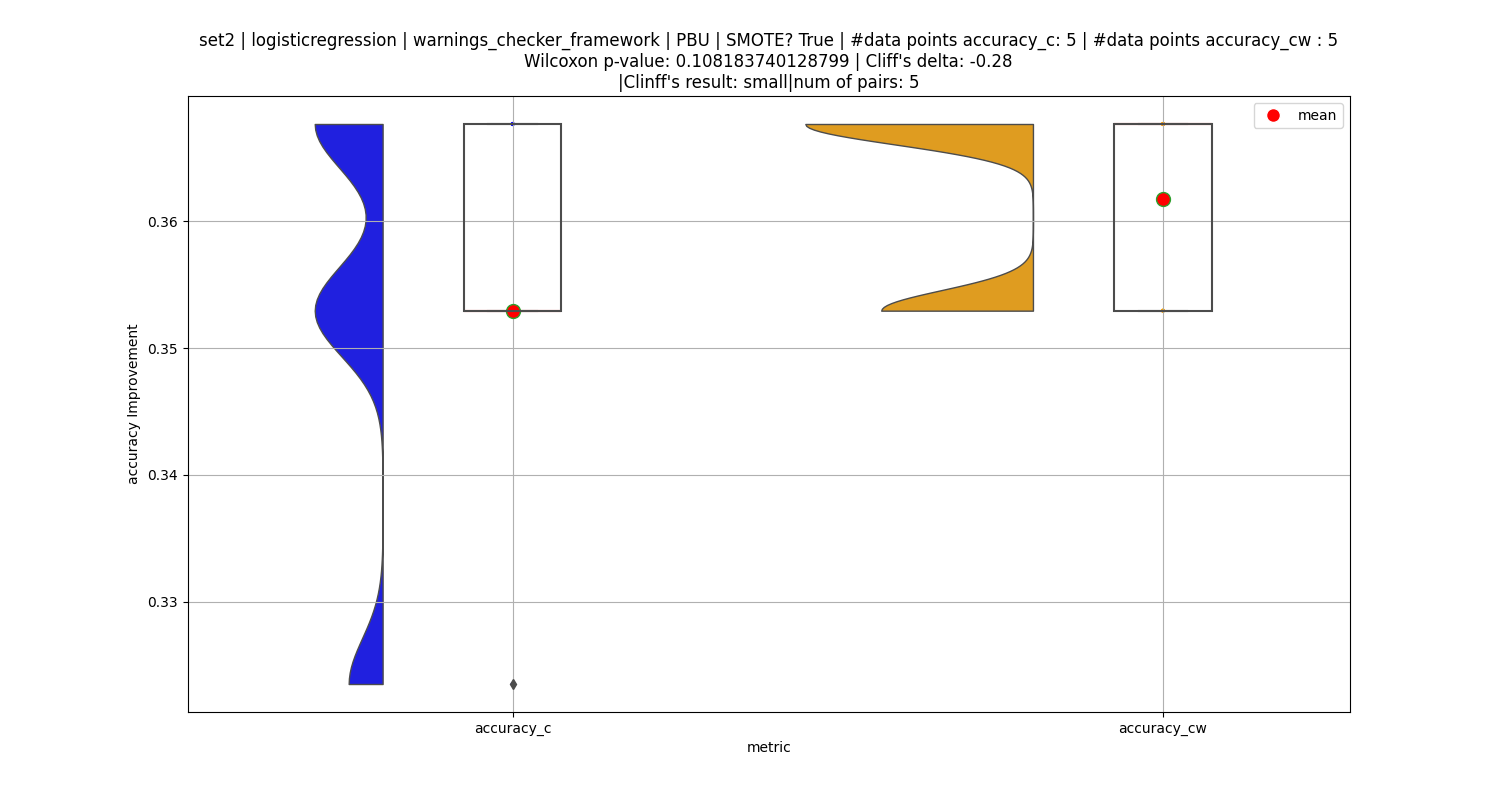 set2 | logisticregression | warnings_checker_framework | PBU | SMOTE? True | #data points accuracy_c: 5 | #data points accuracy_cw : 5
Wilcoxon p-value: 0.108183740128799 | Cliff's delta: -0.28
|Clinff's result: small|num of pairs: 5
mean
0.36
0.35
0.34
0.33
accuracy Improvement
accuracy_c
accuracy_cw
metric